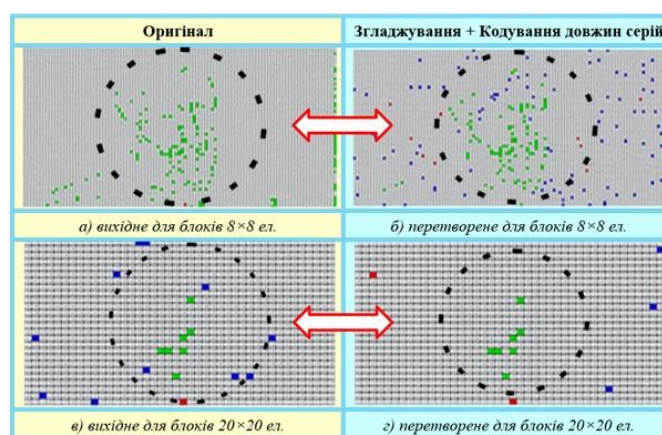 Оригінал
Згладжування + Кодування довжин серій
а) вихідне для блоків 8×8 ел.
б) перетворене для блоків 8×8 ел.
в) вихідне для блоків 20×20 ел.
г) перетворене для блоків 20×20 ел.